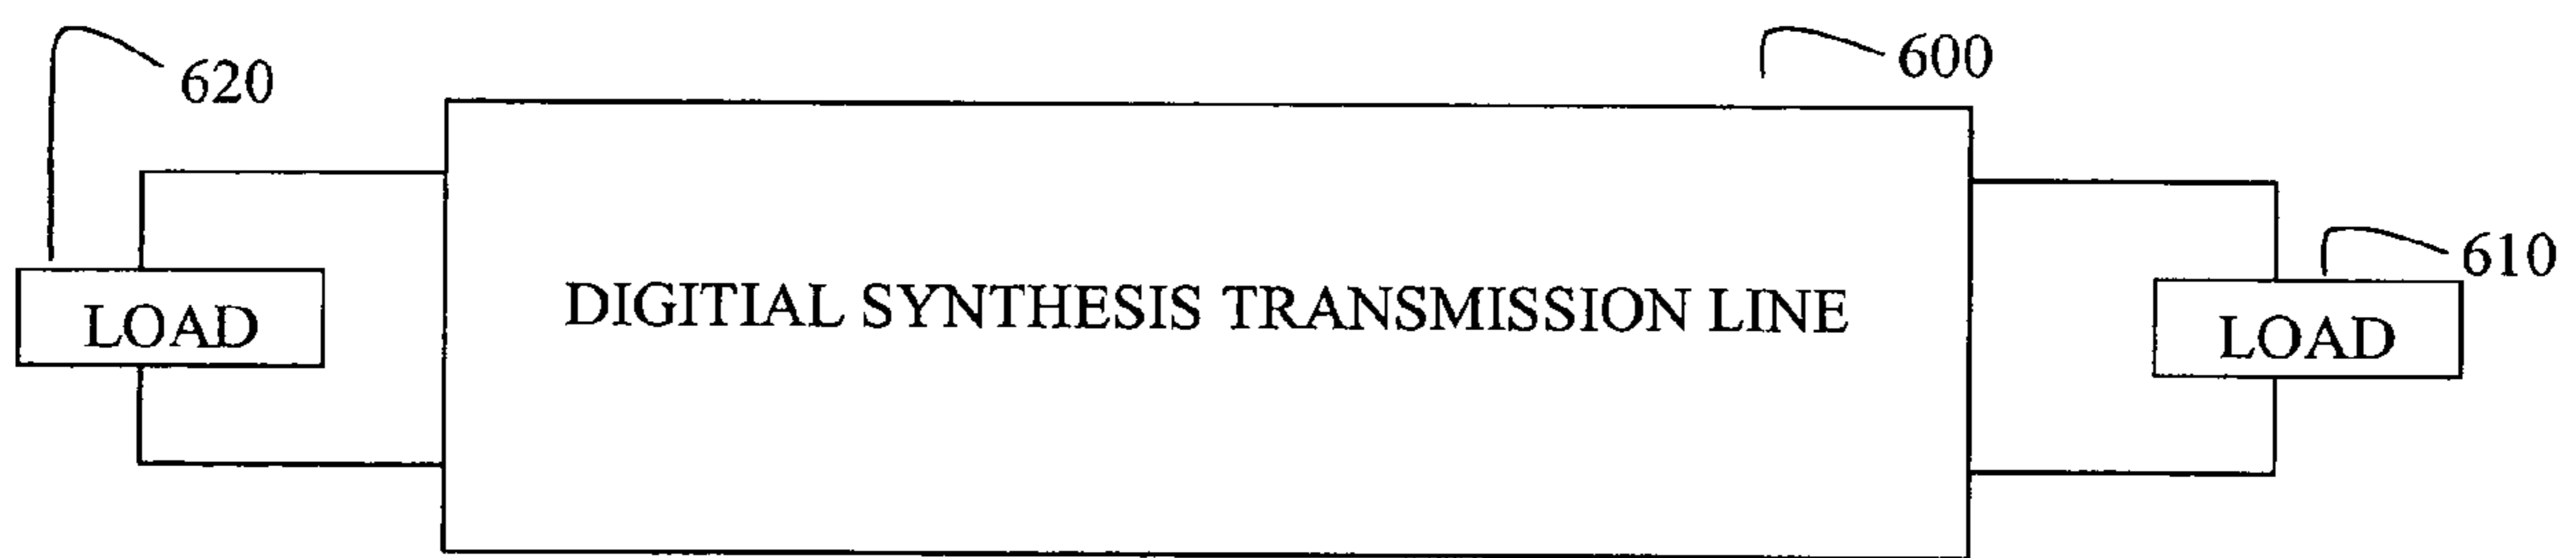 620
600
610
LOAD
DIGITIAL SYNTHESIS TRANSMISSION LINE
LOAD